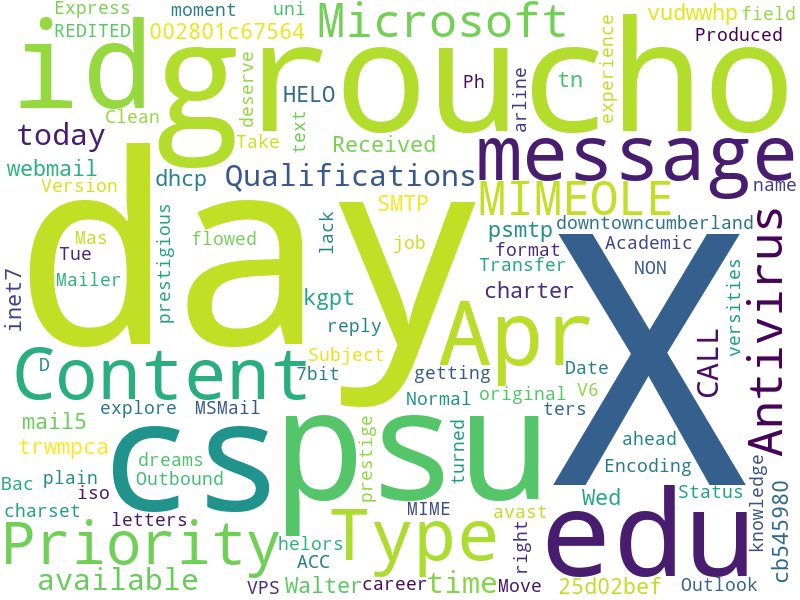 Express moment uni Microsoft vudwwhp field
REDITED 002801c67564 Produced
id groucho
Clean deserve HELO Ph tn experience
today Take text Received arline message
webmail Version dhcp Qualifications MIMEOLE name
day X
prestigious lack SMTP psmtp downtowncumberland
Mas flowed job format Academic
Tue Mailer kgpt Transfer NON Antivirus
inet7 reply charter versities
Content Apr CALL
D Subject getting Date
7bit Normal original V6
explore MSMail ters
mail5 cs psu ahead
trwmpca dreams prestige turned Encoding knowledge
Bac plain Outbound Wed Status
iso edu cb545980
charset letters MIME avast right
Priority helors Type
available ACC
VPS Walter career time Move 25d02bef Outlook